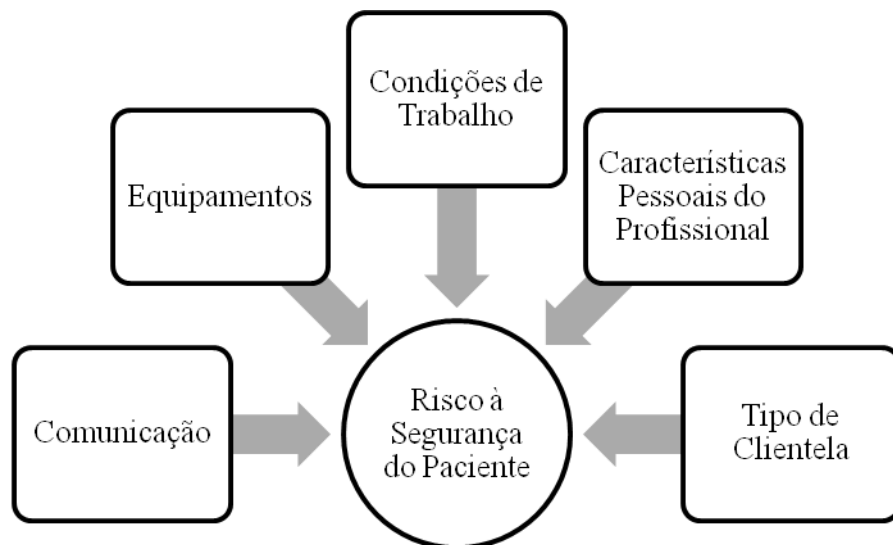 Condições de
Trabalho
Equipamentos
Características
Pessoais do
Profissional
Comunicação
Risco à
Segurança
do Paciente
Tipo de
Clientela